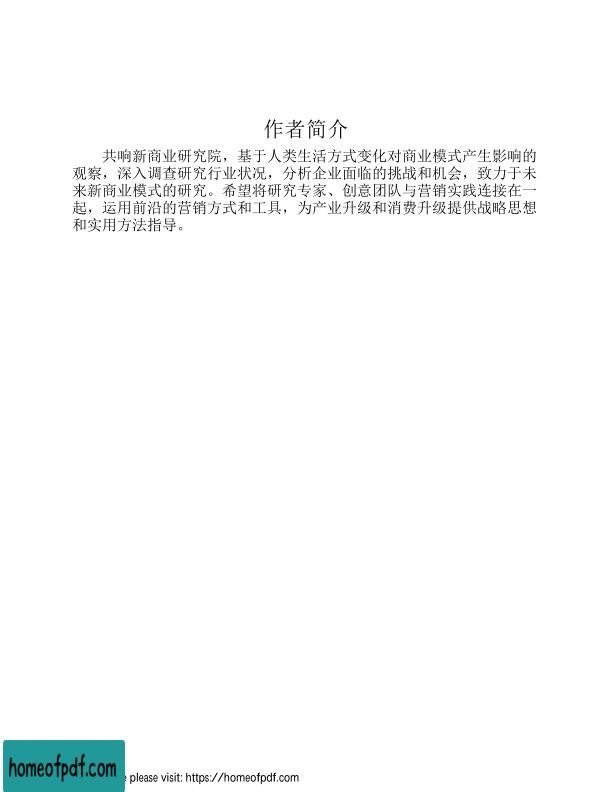 作者简介
共响新商业研究院，基于人类生活方式变化对商业模式产生影响的
观察，深入调查研究行业状况，分析企业面临的挑战和机会，致力于未
来新商业模式的研究。希望将研究专家、创意团队与营销实践连接在一
起，运用前沿的营销方式和工具，为产业升级和消费升级提供战略思想
和实用方法指导。
homeofpdf.com
please visit: https://homeofpdf.com